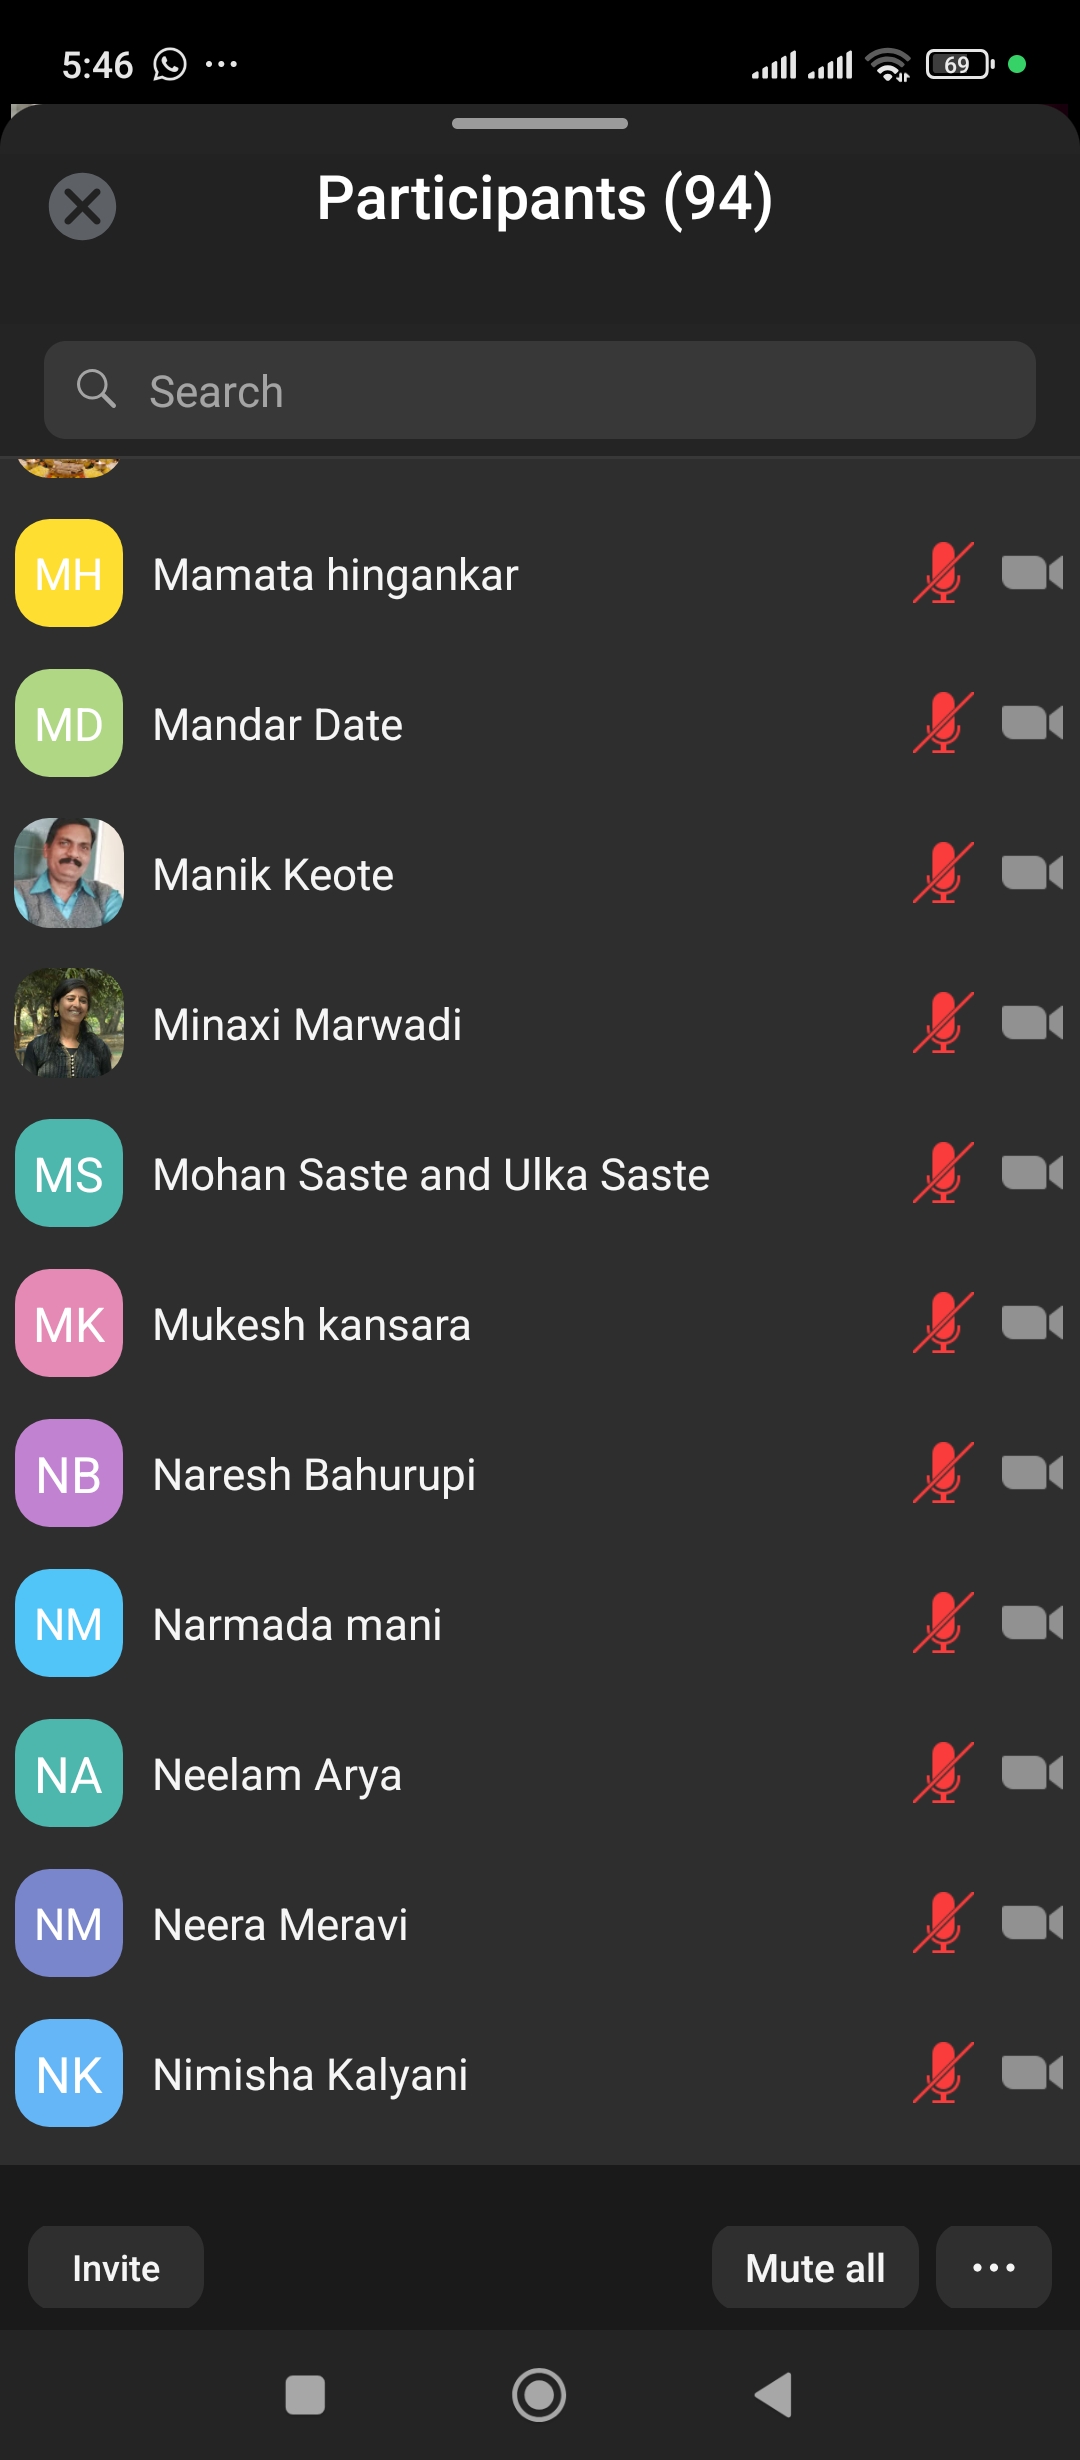 5:46
69
Participants (94)
Search
MH Mamata hingankar
MD Mandar Date
Manik Keote
Minaxi Marwadi
MS Mohan Saste and Ulka Saste
MK Mukesh kansara
NB Naresh Bahurupi
NM Narmada mani
NA Neelam Arya
NM Neera Meravi
NK Nimisha Kalyani
Invite
Mute all